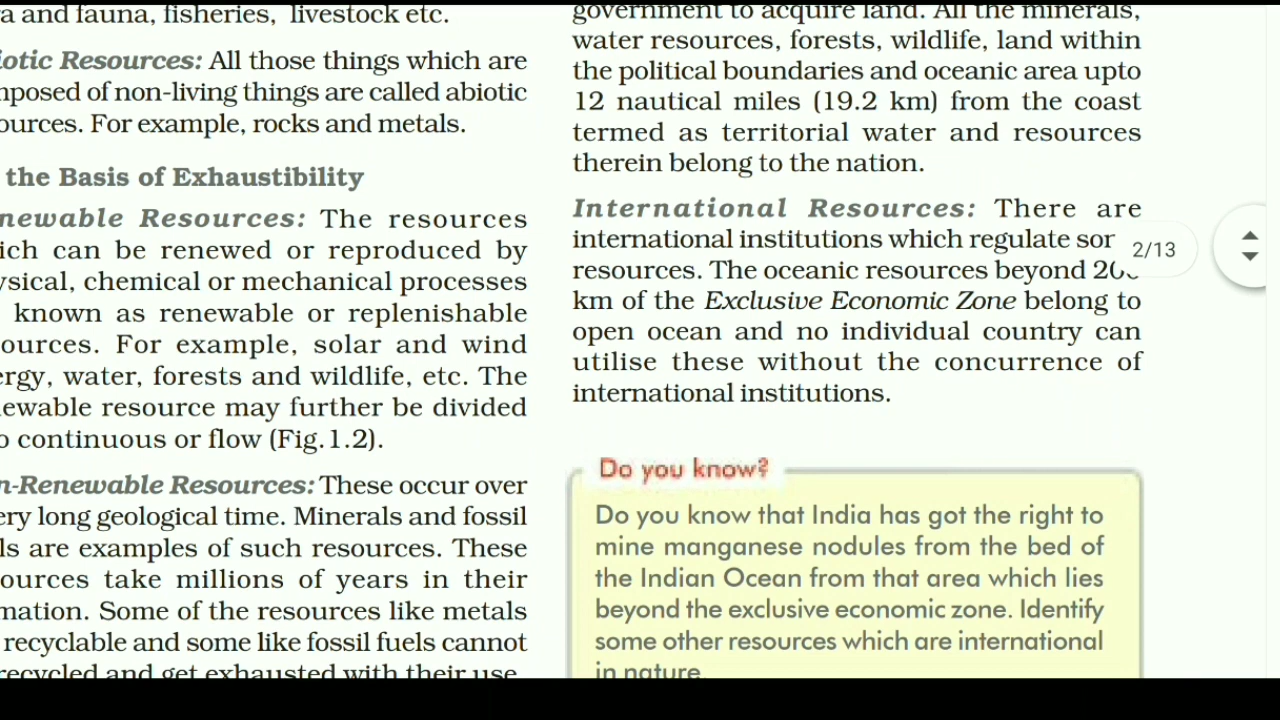 a and fauna, fisheries, livestock etc.
iotic Resources: All those things which are
mposed of non-living things are called abiotic
ources. For example, rocks and metals.
the Basis of Exhaustibility
newable Resources: The resources
ich can be renewed or reproduced by
ysical, chemical or mechanical processes
known as renewable or replenishable
ources. For example, solar and wind
ergy, water, forests and wildlife, etc. The
ewable resource may further be divided
o continuous or flow (Fig.1.2).
n-Renewable Resources: These occur over
ery long geological time. Minerals and fossil
ls are examples of such resources. These
ources take millions of years in their
mation. Some of the resources like metals
recyclable and some like fossil fuels cannot
recycled and get exhausted with their use.
government to acquire land. All the minerals,
water resources, forests, wildlife, land within
the political boundaries and oceanic area upto
12 nautical miles (19.2 km) from the coast
termed as territorial water and resources
therein belong to the nation.
International Resources: There are
international institutions which regulate
resources. The oceanic resources beyond
km of the Exclusive Economic Zone belong to
open ocean and no individual country can
utilise these without the concurrence of
international institutions.
2/13
Do you know?
Do you know that India has got the right to
mine manganese nodules from the bed of
the Indian Ocean from that area which lies
beyond the exclusive economic zone. Identify
some other resources which are international
in nature.